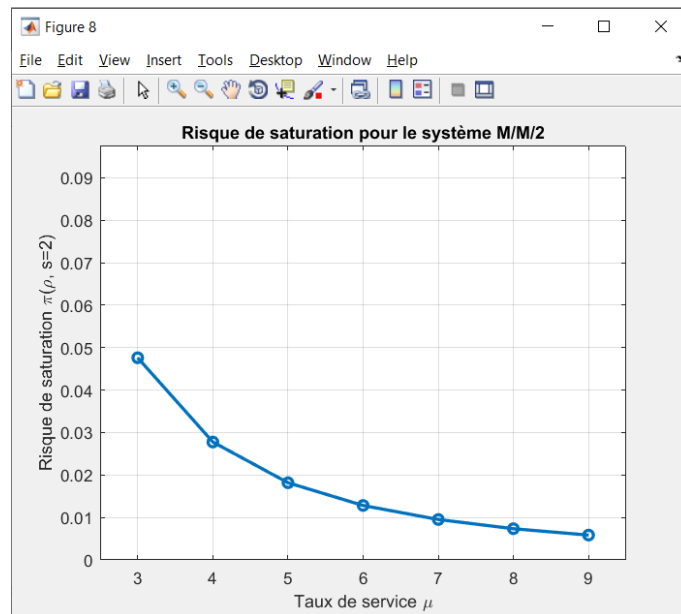 Figure 8
File Edit View Insert Tools Desktop Window Help
Risque de saturation pour le système M/M/2
Risque de saturation π(ρ, s=2)
0.09
0.08
0.07
0.06
0.05
0.04
0.03
0.02
0.01
0
3 4 5 6 7 8 9
Taux de service μ